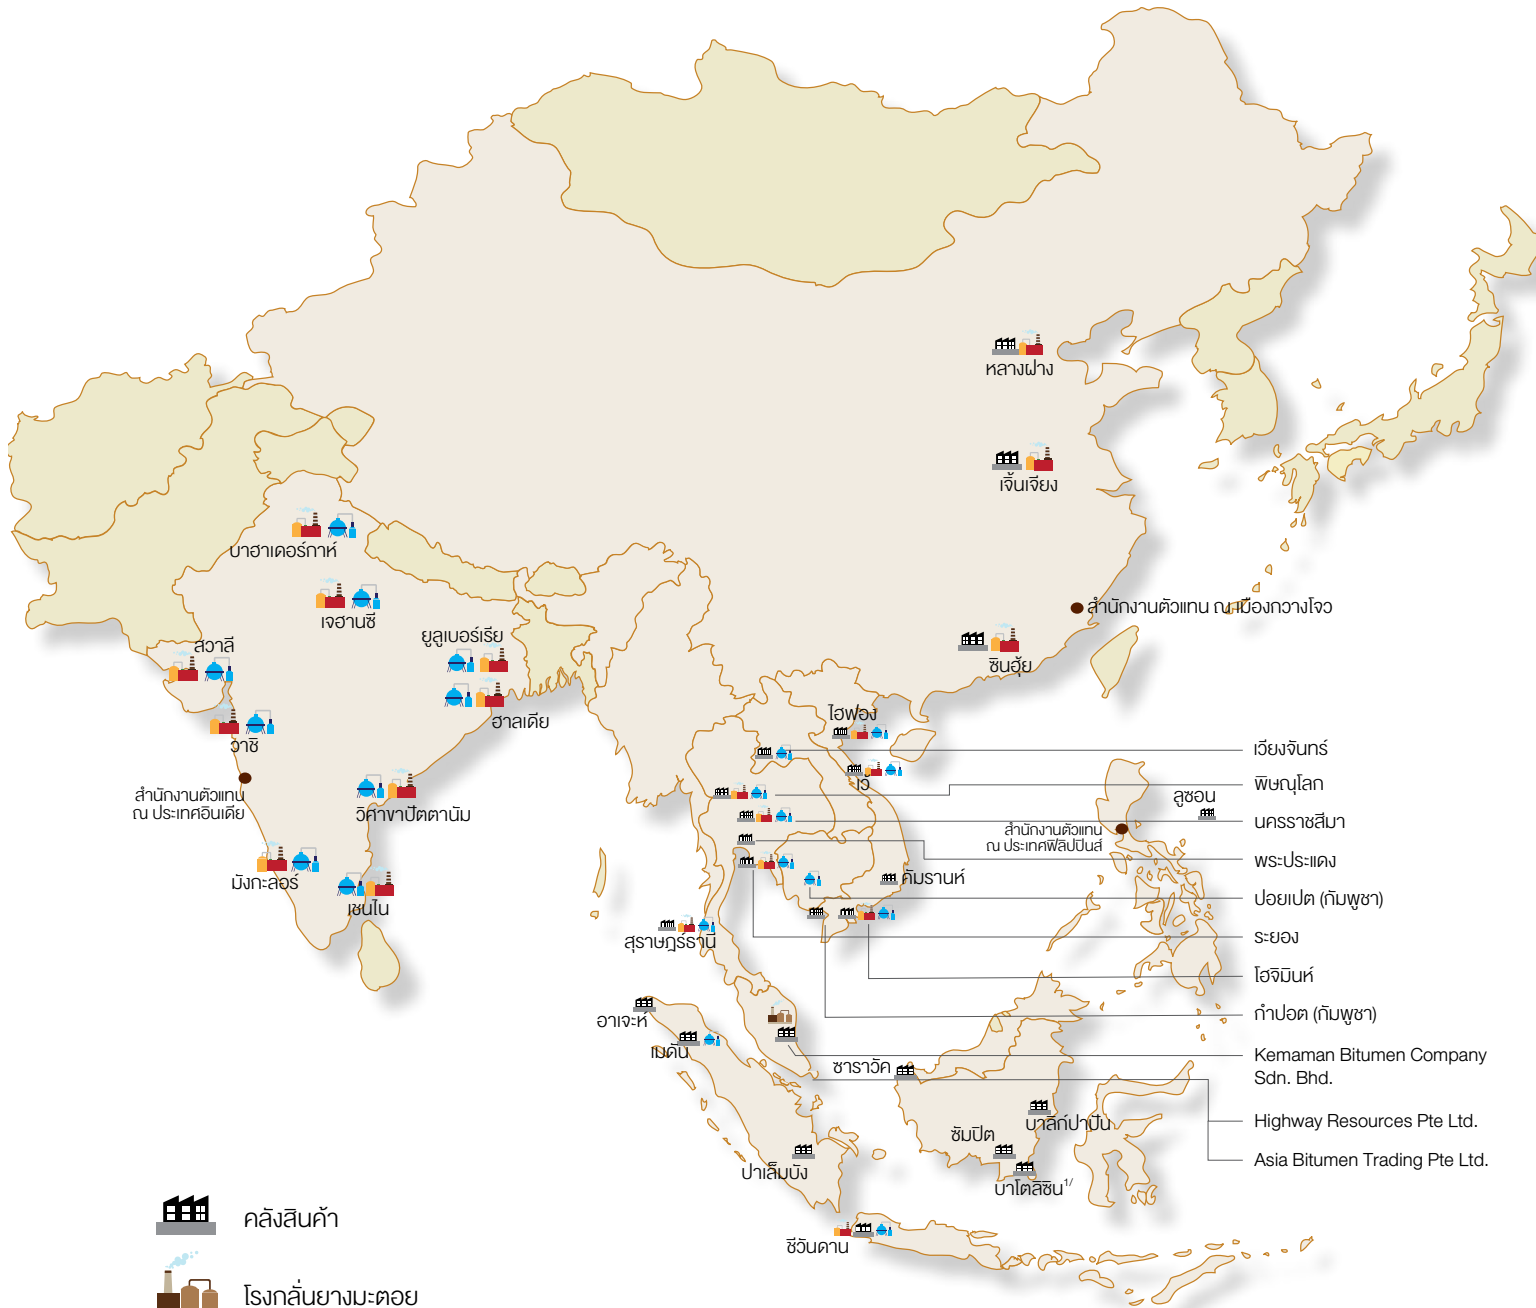 หลางฝาง
เจิ้นเจียง
บาฮาเดอร์กาห์
เจฮานซี
สำนักงานตัวแทน ณ เมืองกวางโจว
ยูลูเบอร์เรีย
สวาลี
ซินฮุ้ย
ฮาลเดีย
ไฮฟอง
วาชิ
เวียงจันทร์
เว้
พิษณุโลก
สำนักงานตัวแทน
ณ ประเทศอินเดีย
วิศาขาปัตตานัม
ลูซอน
นครราชสีมา
สำนักงานตัวแทน
ณ ประเทศฟิลิปปินส์
พระประแดง
มังกะลอร์
คัมรานห์
ปอยเปต (กัมพูชา)
เชนไน
ระยอง
สุราษฎร์ธานี
โฮจิมินห์
กำปอต (กัมพูชา)
อาเจะห์
เมดัน
Kemaman Bitumen Company
Sdn. Bhd.
ซาราวัค
Highway Resources Pte Ltd.
บาลิกปาปัน
ซัมปิต
Asia Bitumen Trading Pte Ltd.
ปาเล็มบัง
บาโตลิซิน1/
คลังสินค้า
ชีวันดาน
โรงกลั่นยางมะตอย